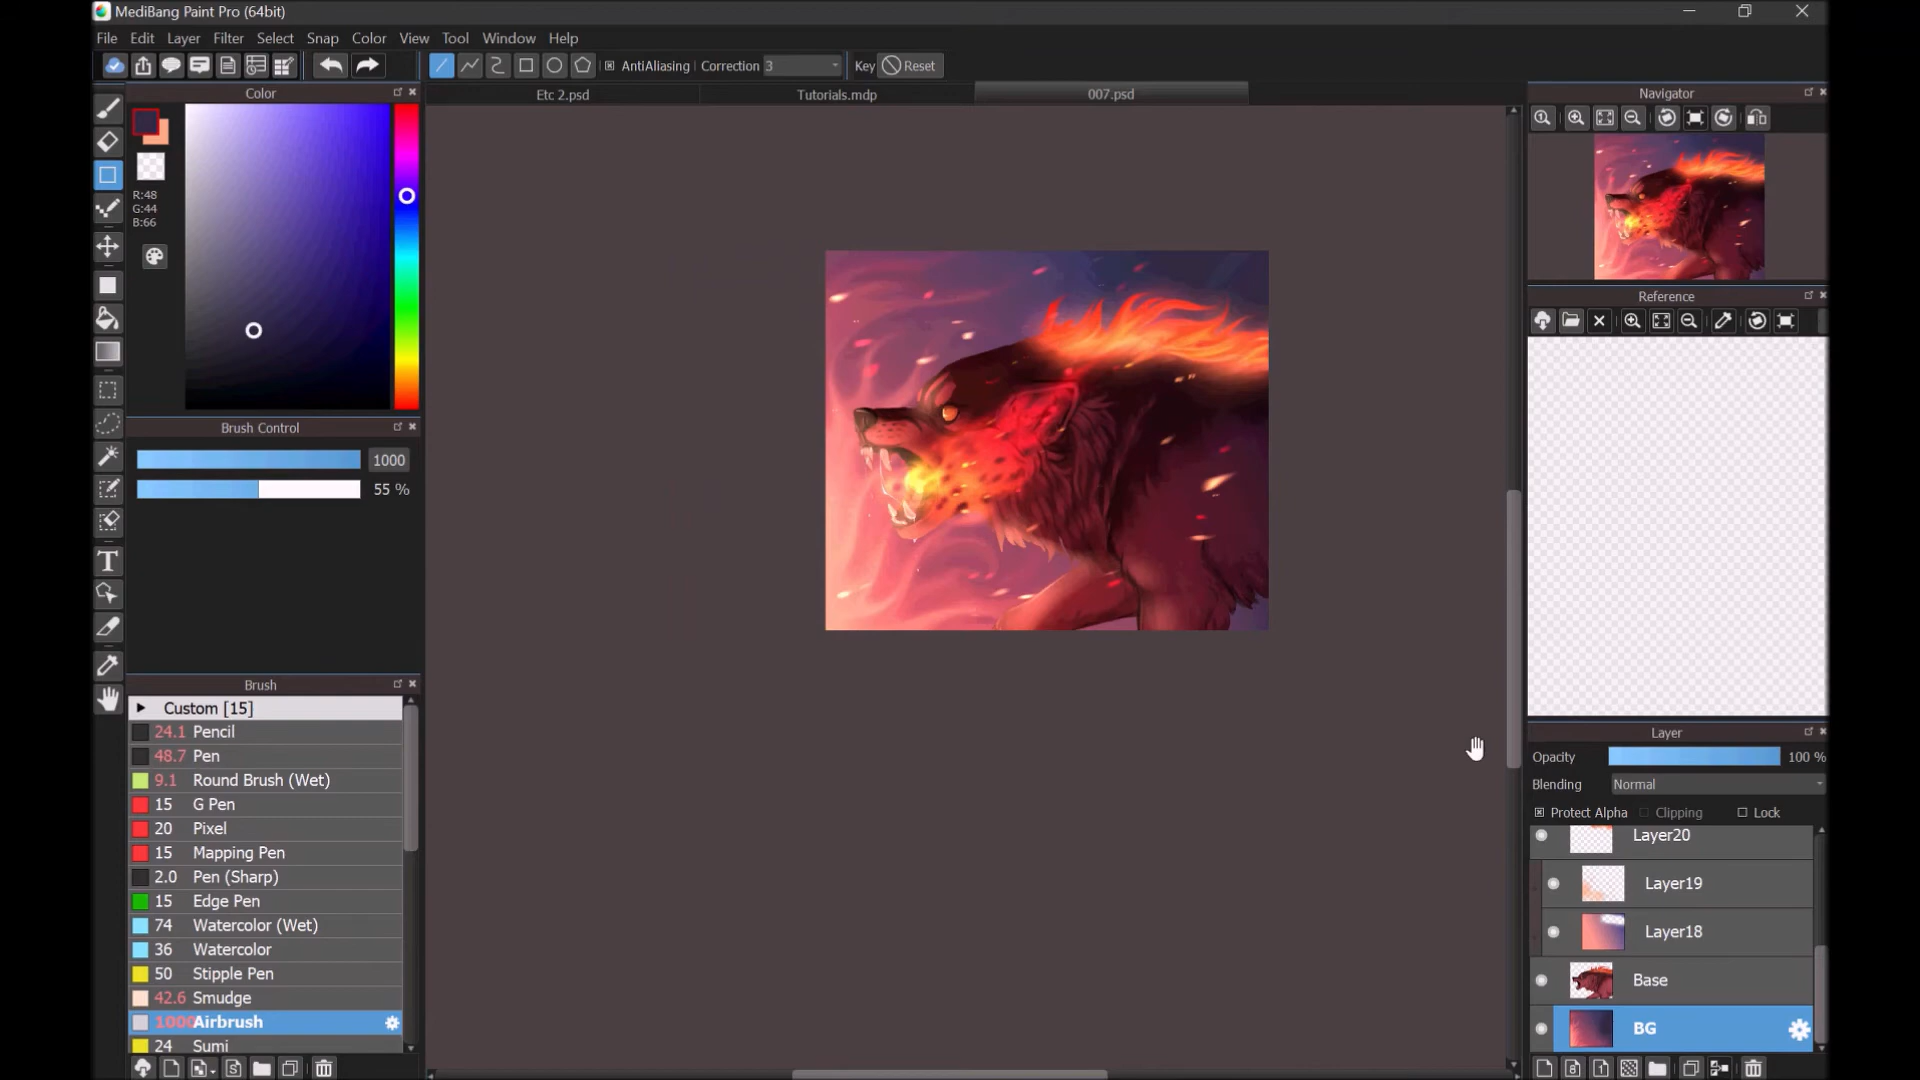 MediBang Paint Pro (64bit)
File Edit Layer Filter Select Snap Color View Tool Window Help
AntiAliasing Correction 3 Key Reset
Color
Etc 2.psd Tutorials.mdp 007.psd
Navigator
R:48
G:44
B:66
Reference
Brush Control
1000
55 %
Brush
Custom [15]
24.1 Pencil
48.7 Pen
9.1 Round Brush (Wet)
15 G Pen
20 Pixel
15 Mapping Pen
2.0 Pen (Sharp)
15 Edge Pen
74 Watercolor (Wet)
36 Watercolor
50 Stipple Pen
42.6 Smudge
1000 Airbrush
24 Sumi
Layer
Opacity 100 %
Blending Normal
Protect Alpha Clipping Lock
Layer20
Layer19
Layer18
Base
BG